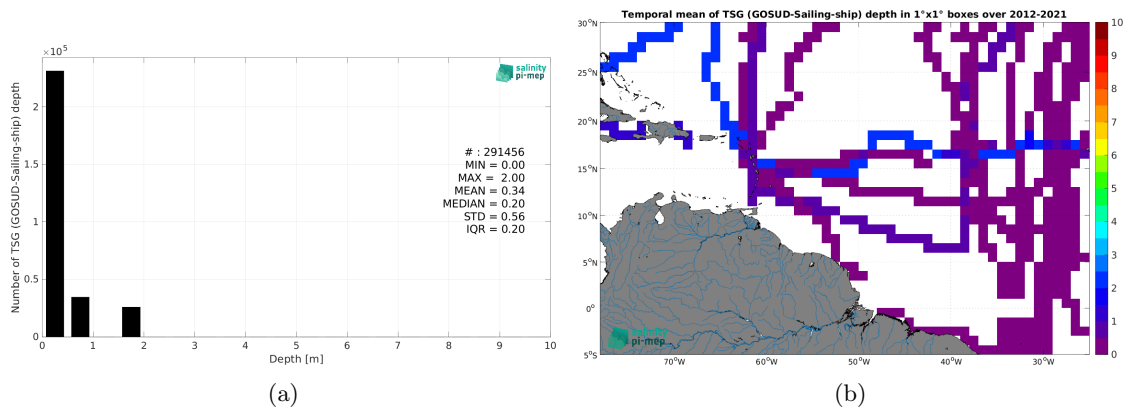 ×10⁵
2
1.5
1
0.5
0
Number of TSG (GOSUD-Sailing-ship) depth
salinity
pi-mep
# : 291456
MIN = 0.00
MAX = 2.00
MEAN = 0.34
MEDIAN = 0.20
STD = 0.56
IQR = 0.20
0 1 2 3 4 5 6 7 8 9 10
Depth [m]
(a)
Temporal mean of TSG (GOSUD-Sailing-ship) depth in 1°x1° boxes over 2012-2021
30°N
25°N
20°N
15°N
10°N
5°N
0°
5°S
70°W 60°W 50°W 40°W 30°W
salinity
pi-mep
10
9
8
7
6
5
4
3
2
1
0
(b)